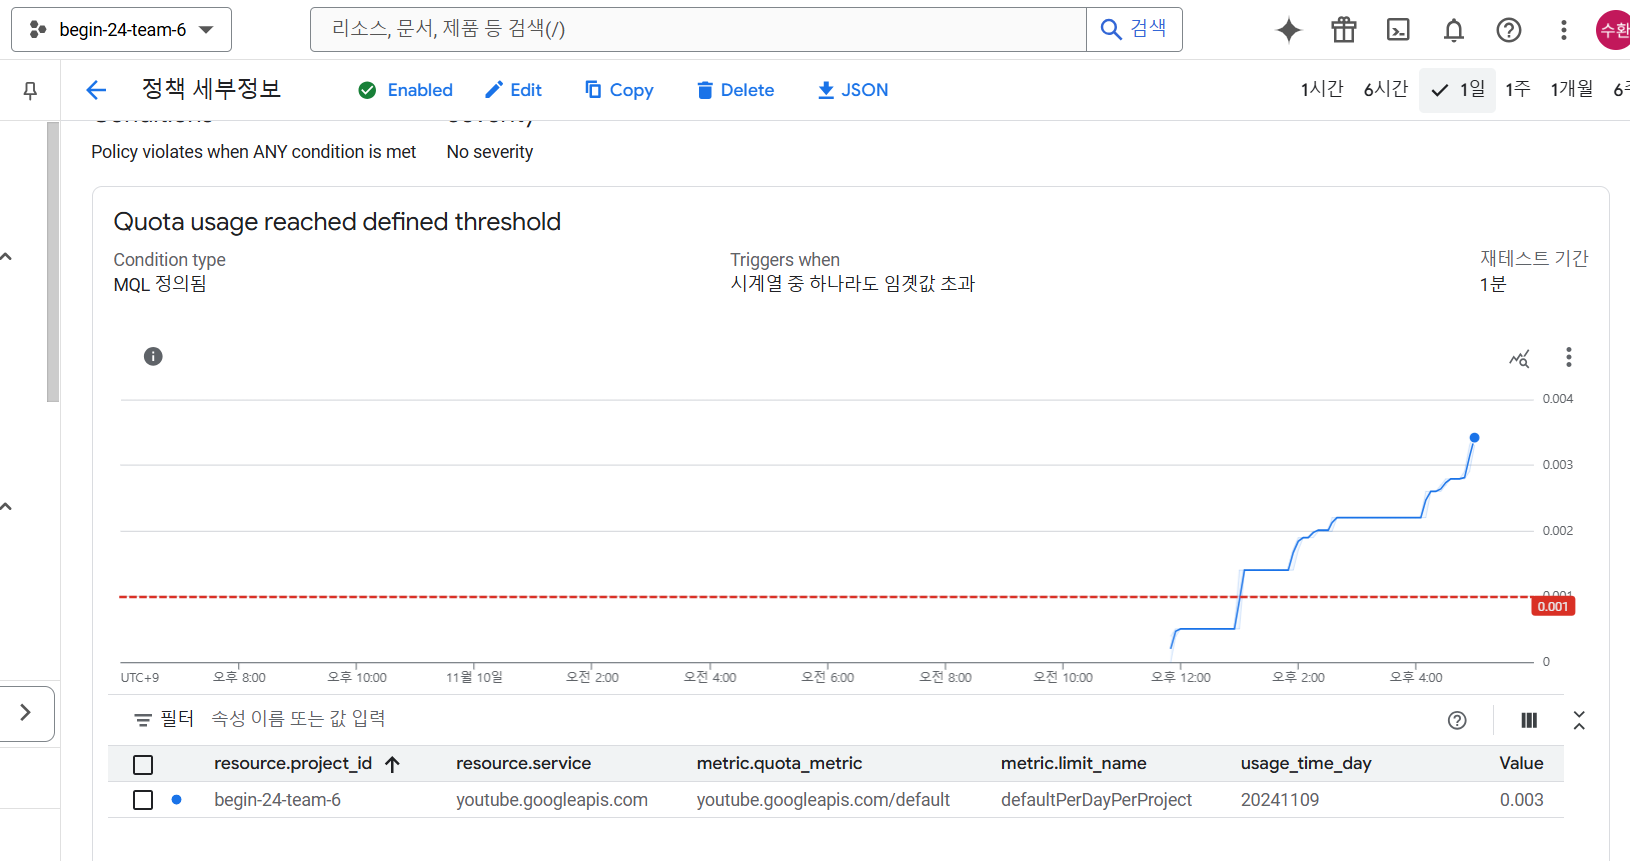 begin-24-team-6
리소스, 문서, 제품 등 검색(/)
검색
수환
정책 세부정보
Enabled
Edit
Copy
Delete
JSON
1시간
6시간
1일
1주
1개월
6주
Conditions
Severity
Policy violates when ANY condition is met
No severity
Quota usage reached defined threshold
Condition type
Triggers when
재테스트 기간
MQL 정의됨
시계열 중 하나라도 임곗값 초과
1분
0.004
0.003
0.002
0.001
0.001
0
UTC+9
오후 8:00
오후 10:00
11월 10일
오전 2:00
오전 4:00
오전 6:00
오전 8:00
오전 10:00
오후 12:00
오후 2:00
오후 4:00
필터
속성 이름 또는 값 입력
resource.project_id
resource.service
metric.quota_metric
metric.limit_name
usage_time_day
Value
begin-24-team-6
youtube.googleapis.com
youtube.googleapis.com/default
defaultPerDayPerProject
20241109
0.003